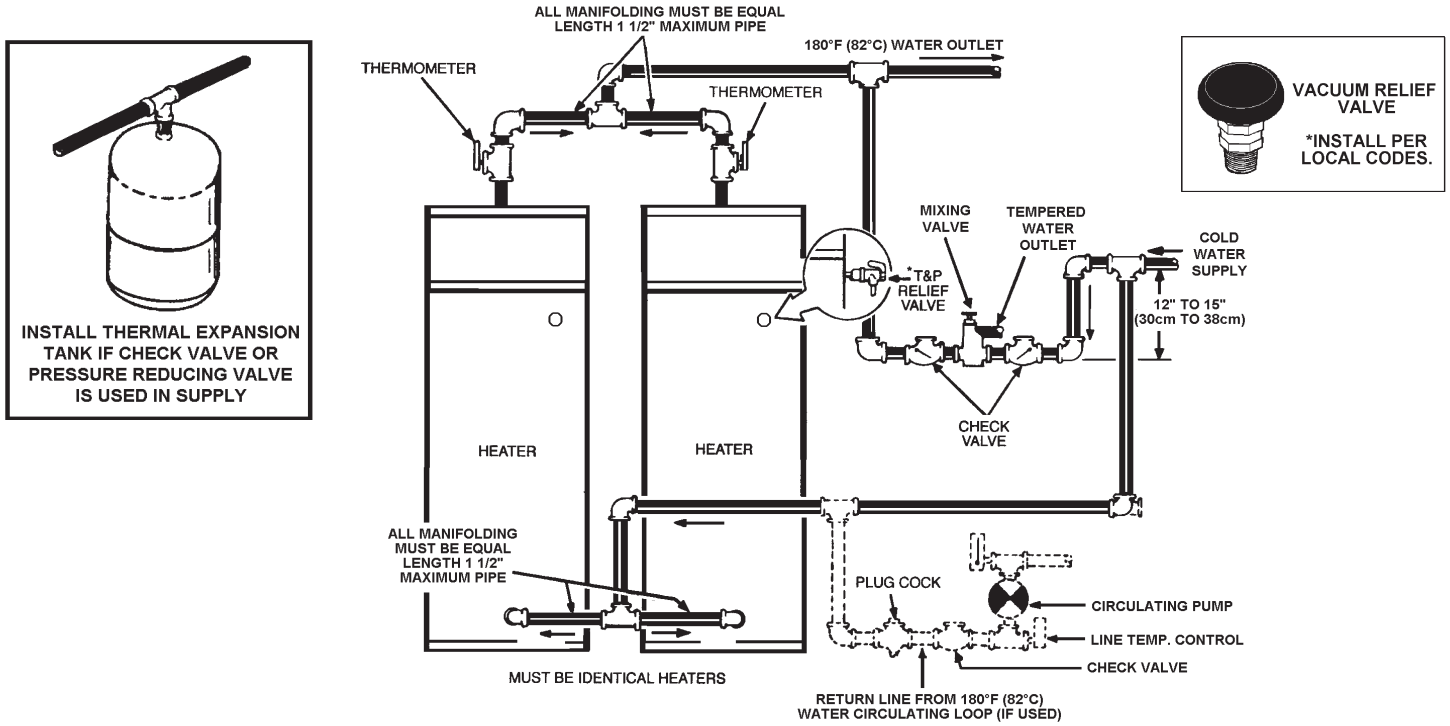 ALL MANIFOLDING MUST BE EQUAL
LENGTH 1 1/2" MAXIMUM PIPE
180°F (82°C) WATER OUTLET
THERMOMETER
THERMOMETER
VACUUM RELIEF
VALVE
*INSTALL PER
LOCAL CODES.
INSTALL THERMAL EXPANSION
TANK IF CHECK VALVE OR
PRESSURE REDUCING VALVE
IS USED IN SUPPLY
MIXING
VALVE
TEMPERED
WATER
OUTLET
COLD
WATER
SUPPLY
*T&P
RELIEF
VALVE
12" TO 15"
(30cm TO 38cm)
CHECK
VALVE
HEATER
HEATER
ALL MANIFOLDING
MUST BE EQUAL
LENGTH 1 1/2"
MAXIMUM PIPE
PLUG COCK
CIRCULATING PUMP
LINE TEMP. CONTROL
CHECK VALVE
MUST BE IDENTICAL HEATERS
RETURN LINE FROM 180°F (82°C)
WATER CIRCULATING LOOP (IF USED)